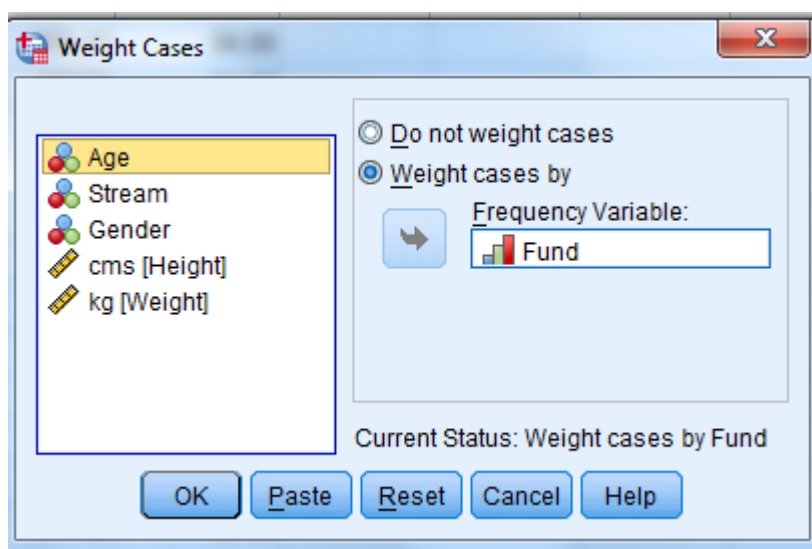 Weight Cases
Age
Stream
Gender
cms [Height]
kg [Weight]
Do not weight cases
Weight cases by
Frequency Variable:
Fund
Current Status: Weight cases by Fund
OK Paste Reset Cancel Help